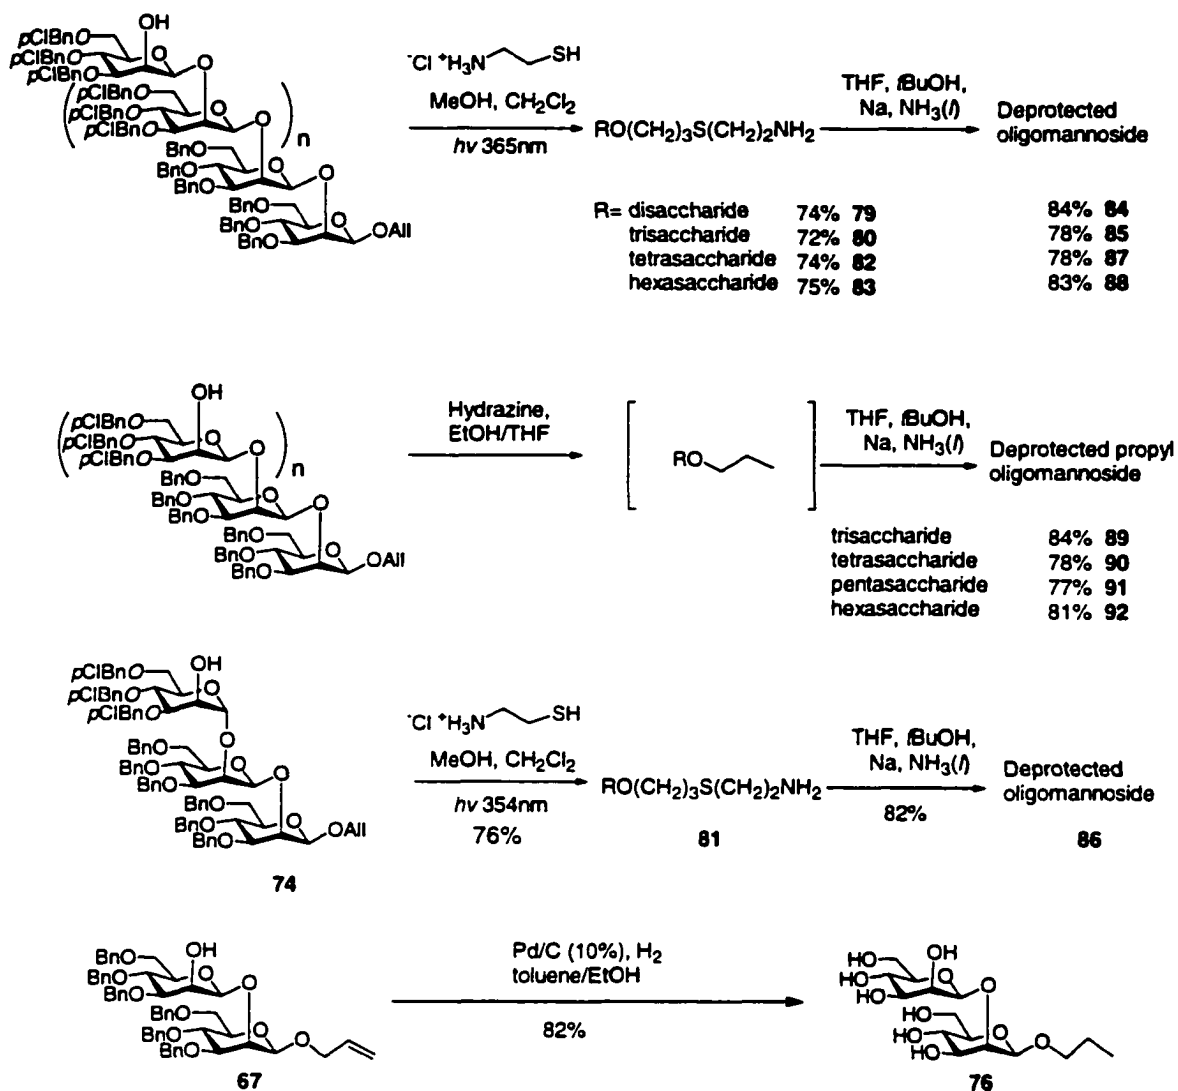 OH
pClBnO
pClBnO
pClBnO
O
O
pClBnO
pClBnO
pClBnO
O
O
n
BnO
BnO
BnO
O
O
BnO
BnO
BnO
O
OAll
⁻Cl ⁺H₃N SH
MeOH, CH₂Cl₂
hv 365nm
RO(CH₂)₃S(CH₂)₂NH₂
THF, tBuOH,
Na, NH₃(l)
Deprotected
oligomannoside
R= disaccharide 74% 79 84% 84
trisaccharide 72% 80 78% 85
tetrasaccharide 74% 82 78% 87
hexasaccharide 75% 83 83% 88
OH
pClBnO
pClBnO
pClBnO
O
O
n
BnO
BnO
BnO
O
O
BnO
BnO
BnO
O
OAll
Hydrazine,
EtOH/THF
RO
THF, tBuOH,
Na, NH₃(l)
Deprotected propyl
oligomannoside
trisaccharide 84% 89
tetrasaccharide 78% 90
pentasaccharide 77% 91
hexasaccharide 81% 92
OH
pClBnO
pClBnO
pClBnO
O
O
BnO
BnO
BnO
O
O
BnO
BnO
BnO
O
OAll
74
⁻Cl ⁺H₃N SH
MeOH, CH₂Cl₂
hv 354nm
76%
RO(CH₂)₃S(CH₂)₂NH₂
81
THF, tBuOH,
Na, NH₃(l)
82%
Deprotected
oligomannoside
86
BnO
OH
BnO
BnO
O
O
BnO
BnO
BnO
O
O
67
Pd/C (10%), H₂
toluene/EtOH
82%
HO
OH
HO
HO
O
O
HO
HO
HO
O
O
76